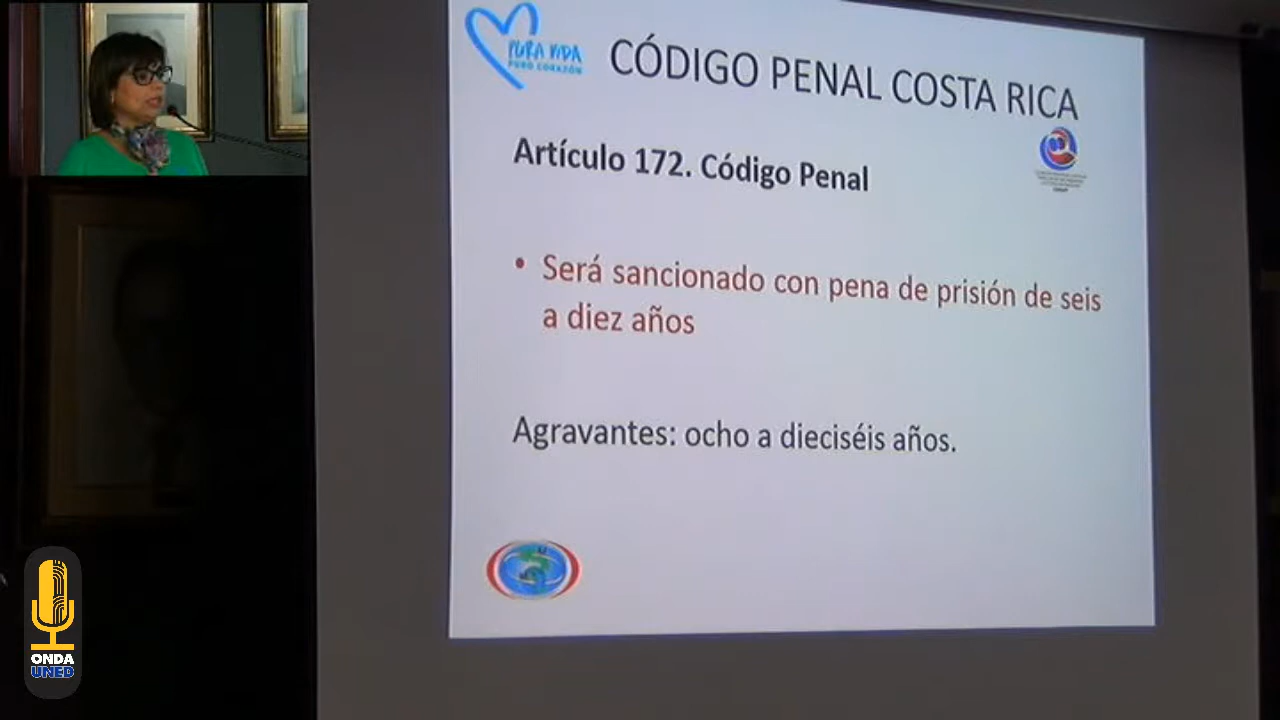 PURA VIDA
PURO CORAZÓN
CÓDIGO PENAL COSTA RICA
Artículo 172. Código Penal
• Será sancionado con pena de prisión de seis
a diez años
Agravantes: ocho a dieciséis años.
ONDA
UNED